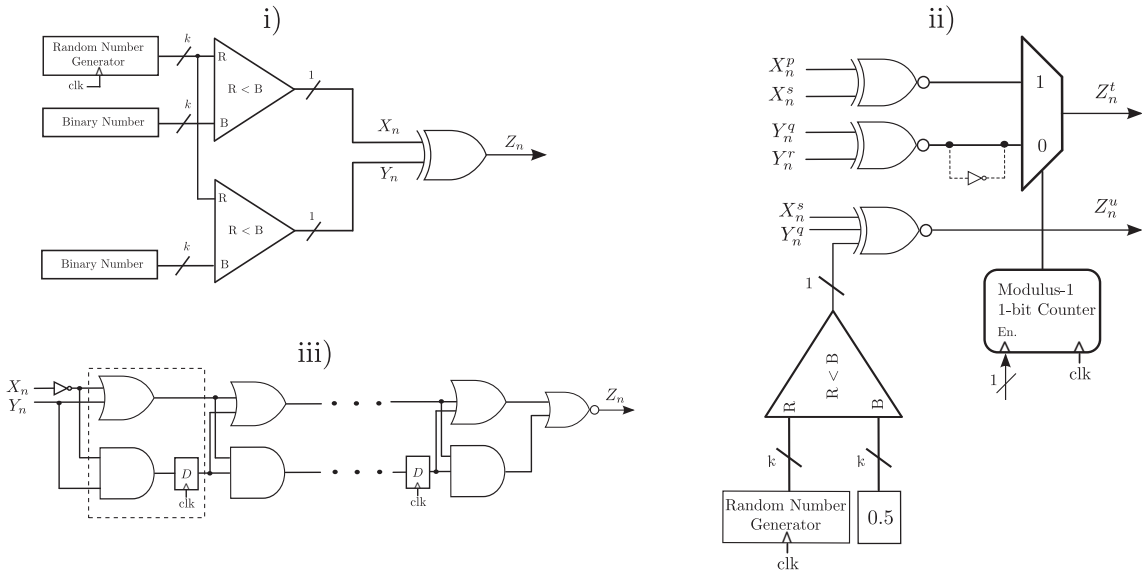 i)
Random Number
Generator
clk
k
R
R < B
B
1
k
Binary Number
X_n
Y_n
Z_n
R
R < B
B
1
k
Binary Number
ii)
X_n^p
X_n^s
1
Z_n^t
Y_n^q
Y_n^r
0
X_n^s
Y_n^q
Z_n^u
1
Modulus-1
1-bit Counter
En.
1
clk
R < B
R
B
k
k
Random Number
Generator
0.5
clk
iii)
X_n
Y_n
D
clk
. . .
. . .
D
clk
Z_n